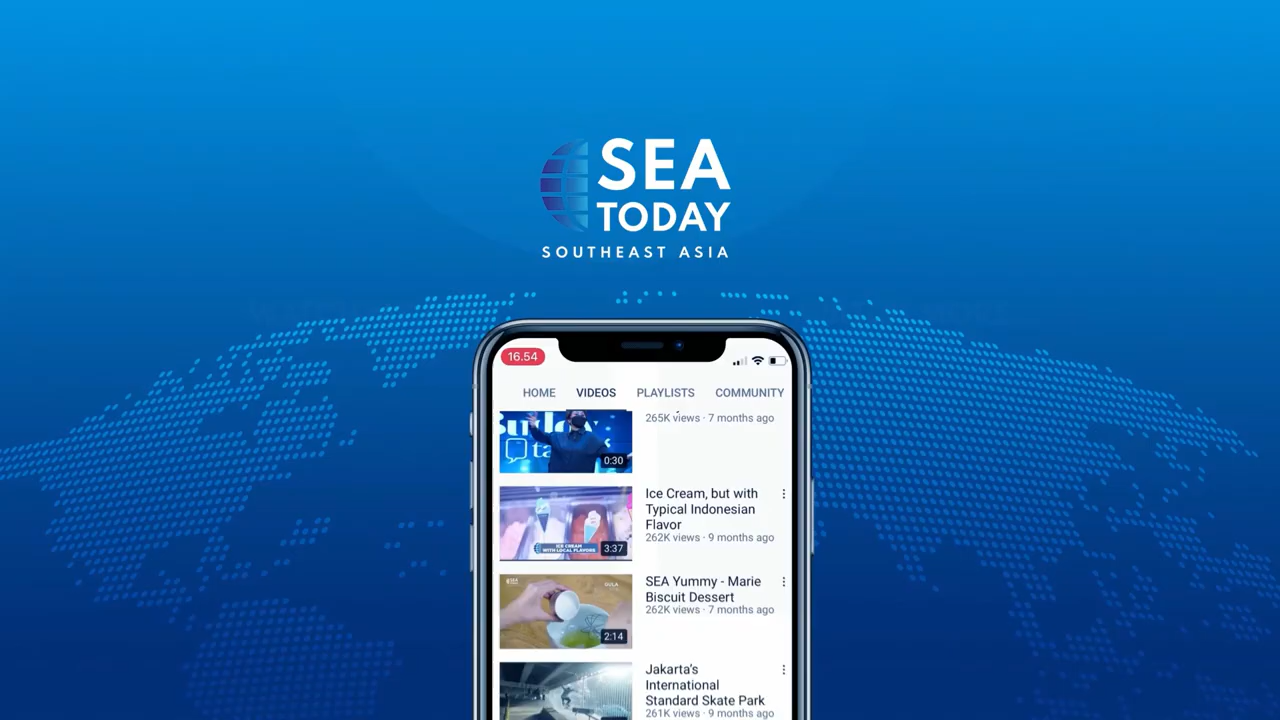 SEA
TODAY
SOUTHEAST ASIA
16.54
HOME VIDEOS PLAYLISTS COMMUNITY
265K views · 7 months ago
0:30
Ice Cream, but with
Typical Indonesian
Flavor
262K views · 9 months ago
ICE CREAM
WITH LOCAL FLAVORS
3:37
SEA Yummy - Marie
Biscuit Dessert
262K views · 7 months ago
GULA
2:14
Jakarta's
International
Standard Skate Park
261K views · 9 months ago